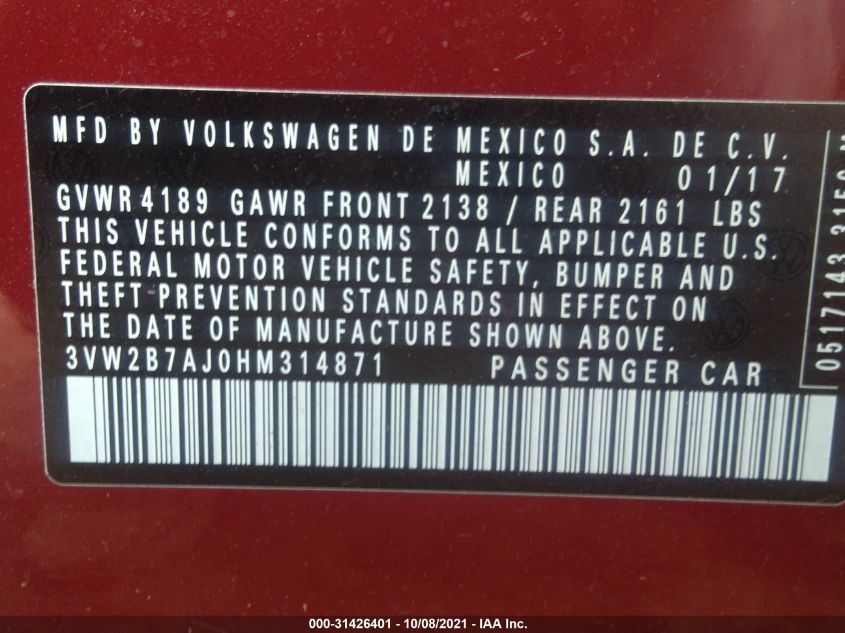 MFD BY VOLKSWAGEN DE MEXICO S.A. DE C.V.
MEXICO 01/17
GVWR 4189 GAWR FRONT 2138 / REAR 2161 LBS
THIS VEHICLE CONFORMS TO ALL APPLICABLE U.S.
FEDERAL MOTOR VEHICLE SAFETY, BUMPER AND
THEFT-PREVENTION STANDARDS IN EFFECT ON
THE DATE OF MANUFACTURE SHOWN ABOVE.
3VW2B7AJ0HM314871 PASSENGER CAR
0517143
000-31426401 - 10/08/2021 - IAA Inc.